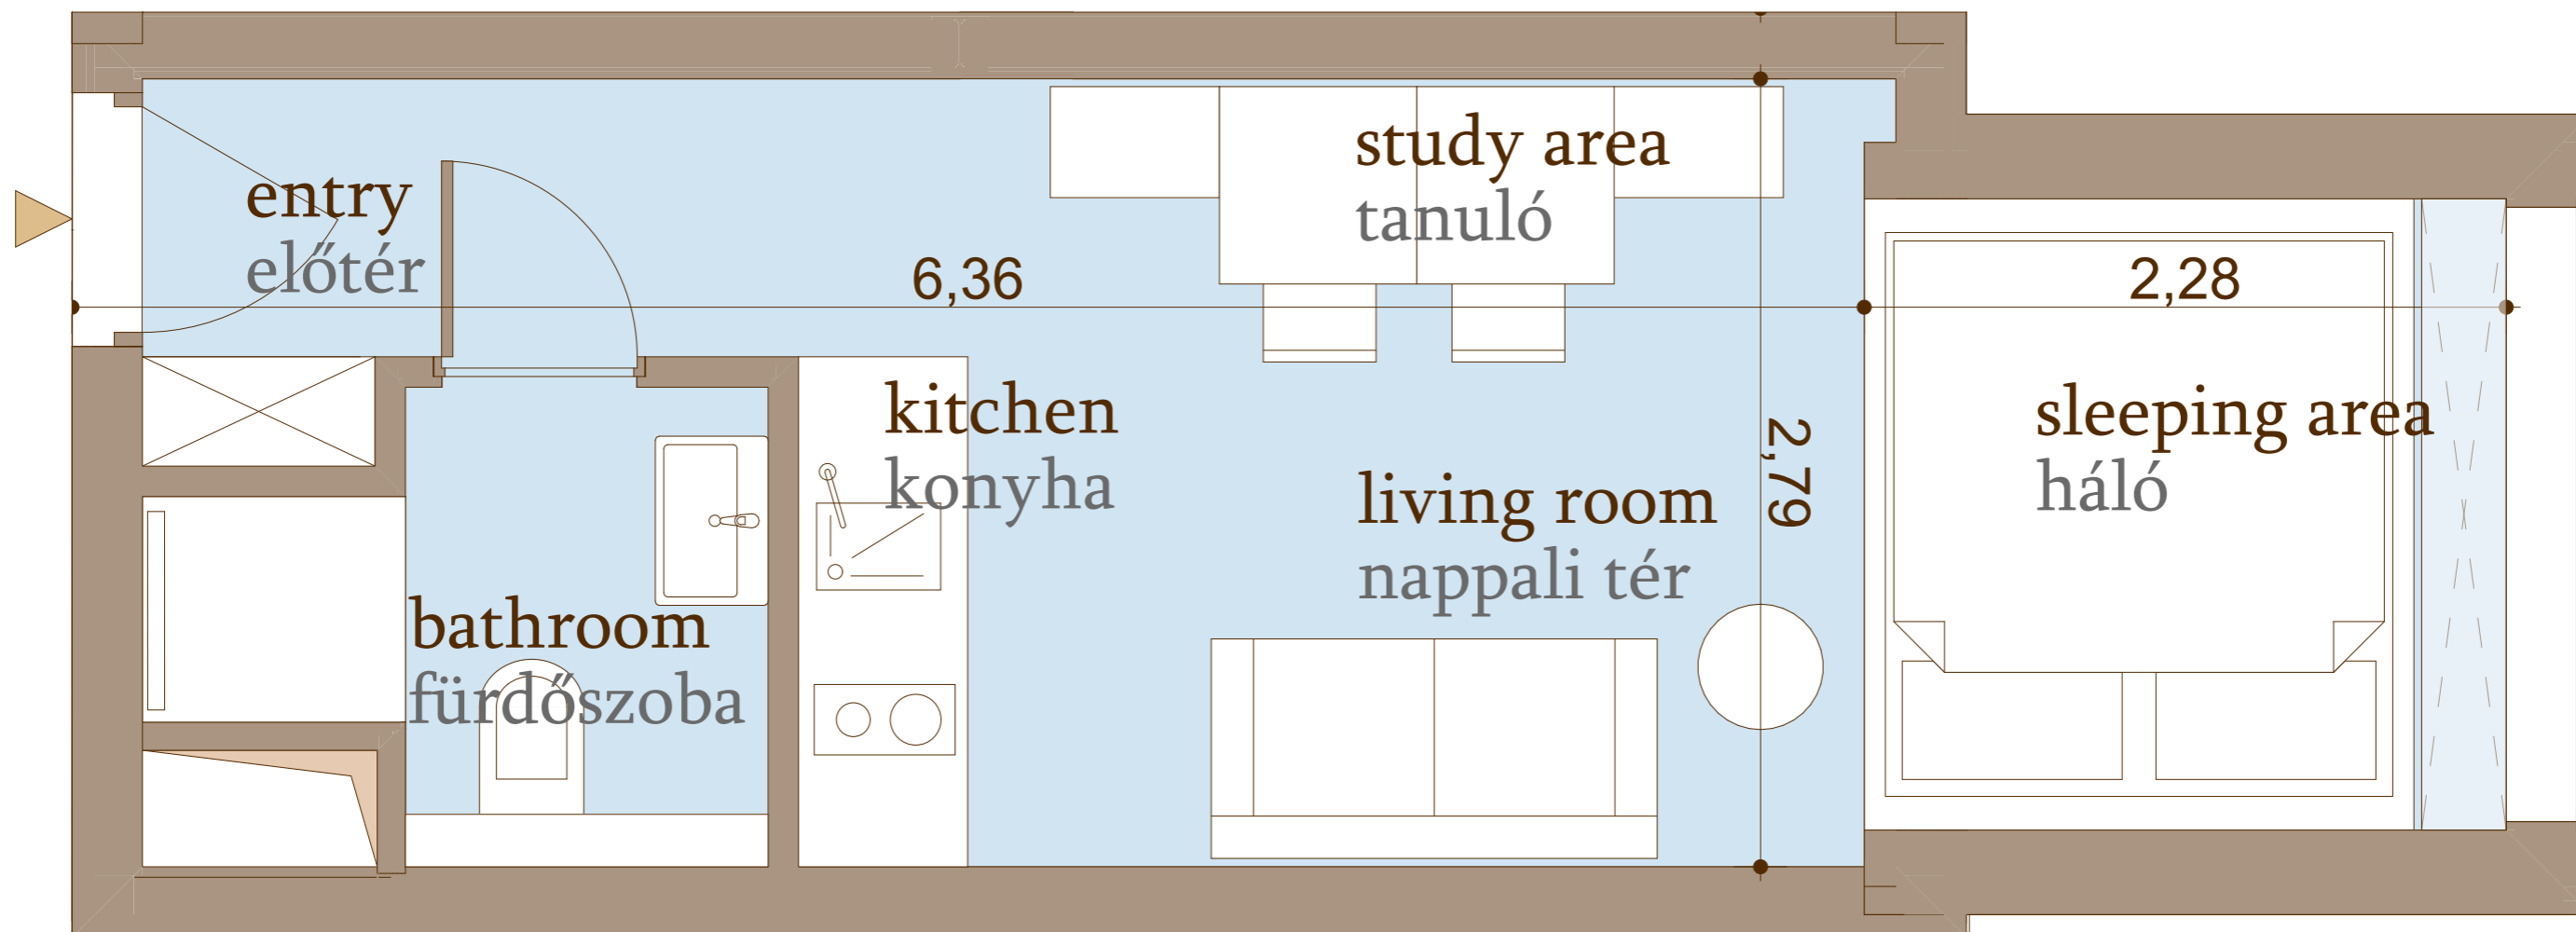 entry
előtér
study area
tanuló
6,36
2,28
kitchen
konyha
2,79
sleeping area
háló
living room
nappali tér
bathroom
fürdőszoba